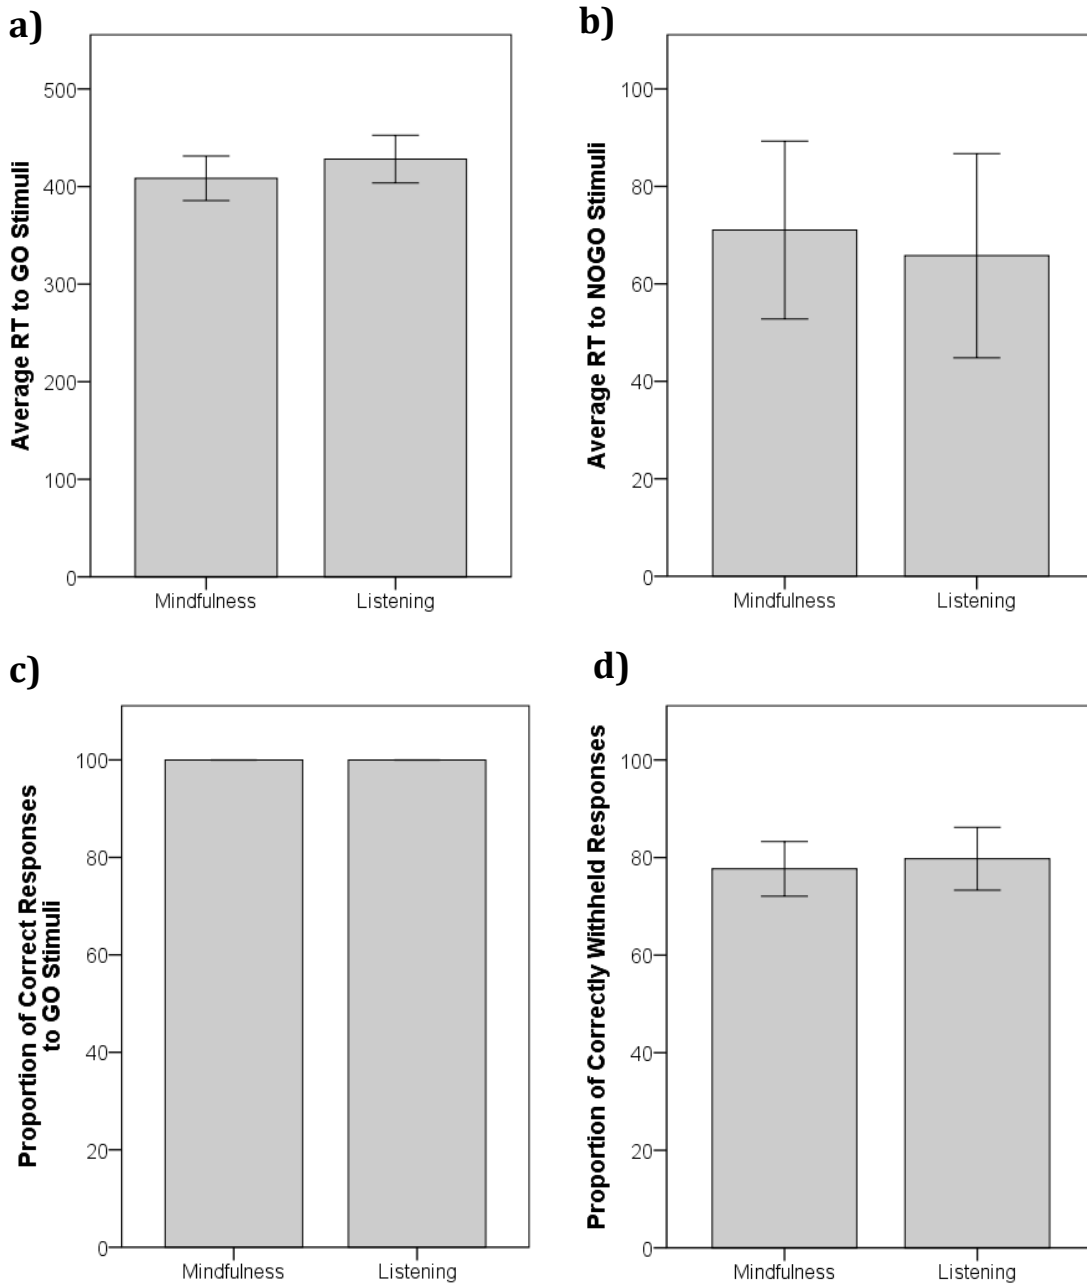 a)
Average RT to GO Stimuli
500
400
300
200
100
0
Mindfulness Listening
b)
Average RT to NOGO Stimuli
100
80
60
40
20
0
Mindfulness Listening
c)
Proportion of Correct Responses
to GO Stimuli
100
80
60
40
20
0
Mindfulness Listening
d)
Proportion of Correctly Withheld Responses
100
80
60
40
20
0
Mindfulness Listening